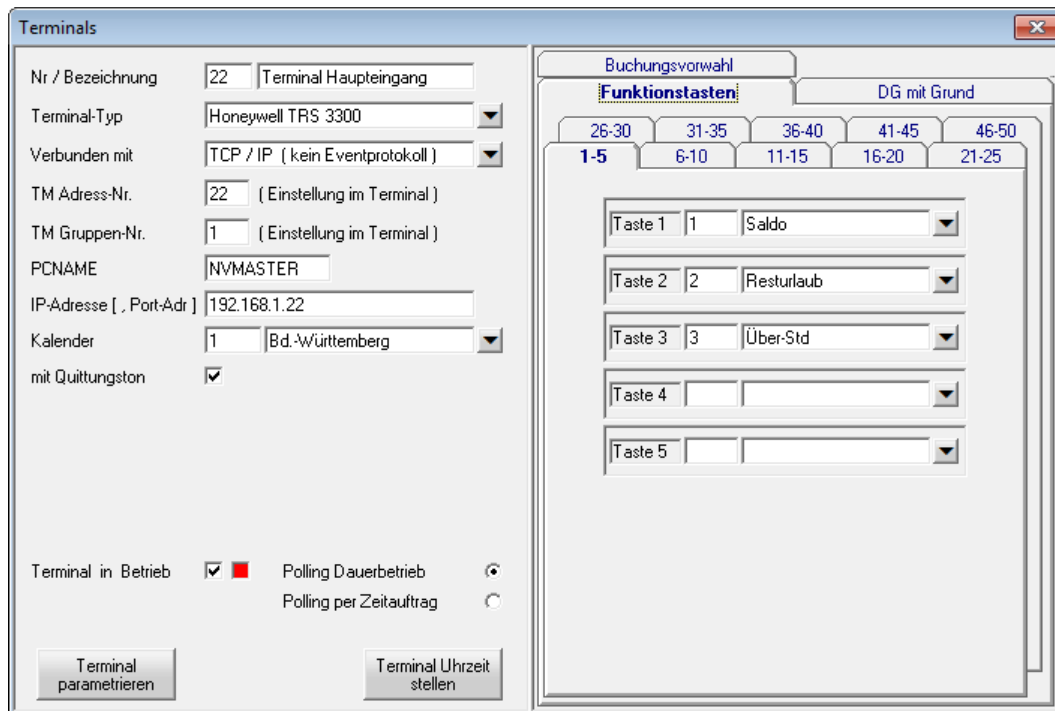 Terminals
Nr / Bezeichnung 22 Terminal Haupteingang
Terminal-Typ Honeywell TRS 3300
Verbunden mit TCP / IP ( kein Eventprotokoll )
TM Adress-Nr. 22 ( Einstellung im Terminal )
TM Gruppen-Nr. 1 ( Einstellung im Terminal )
PCNAME NVMASTER
IP-Adresse [ , Port-Adr ] 192.168.1.22
Kalender 1 Bd.-Württemberg
mit Quittungston
Terminal in Betrieb Polling Dauerbetrieb
Polling per Zeitauftrag
Terminal parametrieren
Terminal Uhrzeit stellen
Buchungsvorwahl
Funktionstasten DG mit Grund
26-30 31-35 36-40 41-45 46-50
1-5 6-10 11-15 16-20 21-25
Taste 1 1 Saldo
Taste 2 2 Resturlaub
Taste 3 3 Über-Std
Taste 4
Taste 5